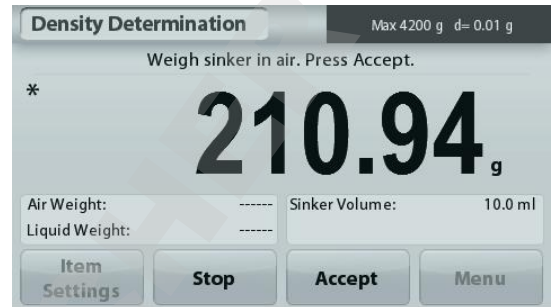 Density Determination Max 4200 g d= 0.01 g
Weigh sinker in air. Press Accept.
* 210.94 g
Air Weight: ------ Sinker Volume: 10.0 ml
Liquid Weight: ------
Item Settings Stop Accept Menu